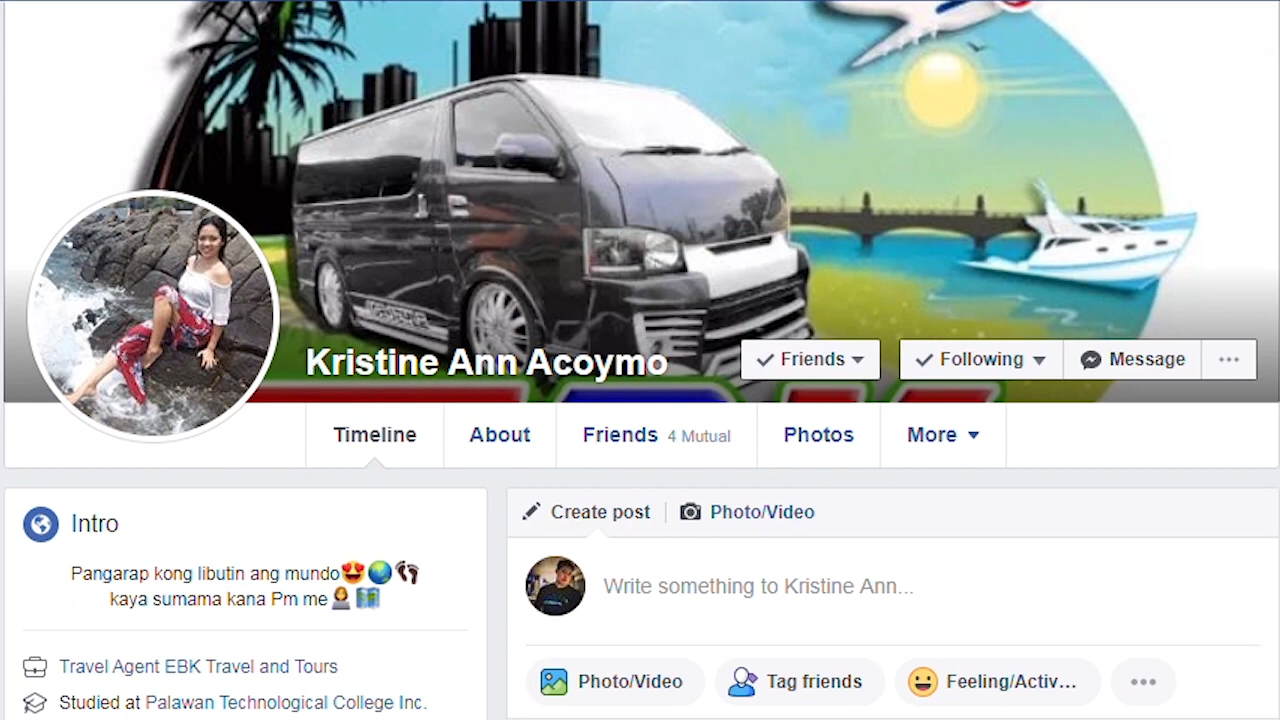 Kristine Ann Acoymo
Friends
Following
Message
Timeline
About
Friends 4 Mutual
Photos
More
Intro
Pangarap kong libutin ang mundo😍🌏👣
kaya sumama kana Pm me👩‍💻🗺️
Travel Agent EBK Travel and Tours
Studied at Palawan Technological College Inc.
Create post
Photo/Video
Write something to Kristine Ann...
Photo/Video
Tag friends
Feeling/Activ...